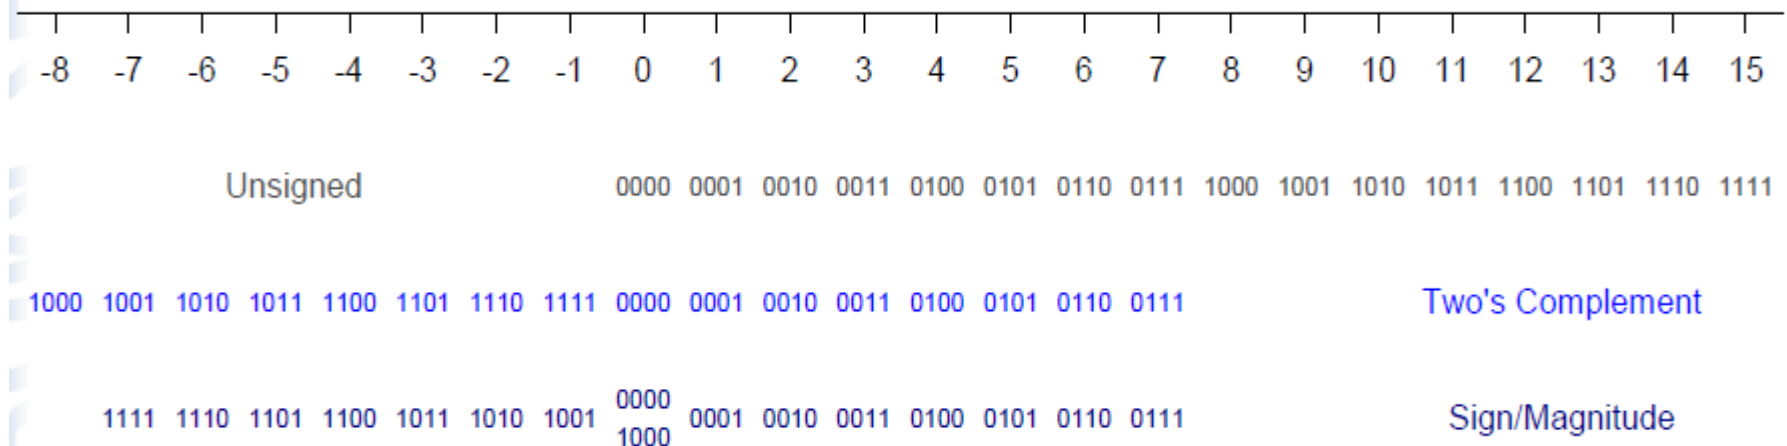 -8 -7 -6 -5 -4 -3 -2 -1 0 1 2 3 4 5 6 7 8 9 10 11 12 13 14 15
Unsigned 0000 0001 0010 0011 0100 0101 0110 0111 1000 1001 1010 1011 1100 1101 1110 1111
1000 1001 1010 1011 1100 1101 1110 1111 0000 0001 0010 0011 0100 0101 0110 0111 Two's Complement
0000
1111 1110 1101 1100 1011 1010 1001 0001 0010 0011 0100 0101 0110 0111 Sign/Magnitude
1000